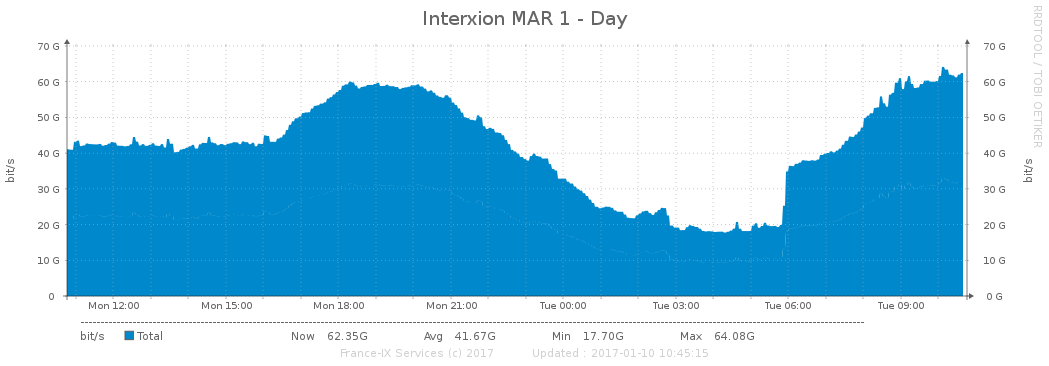 Interxion MAR 1 - Day
RRDTOOL / TOBI OETIKER
bit/s
bit/s
70 G 70 G
60 G 60 G
50 G 50 G
40 G 40 G
30 G 30 G
20 G 20 G
10 G 10 G
0 0 G
Mon 12:00 Mon 15:00 Mon 18:00 Mon 21:00 Tue 00:00 Tue 03:00 Tue 06:00 Tue 09:00
bit/s Total Now 62.35G Avg 41.67G Min 17.70G Max 64.08G
France-IX Services (c) 2017 Updated : 2017-01-10 10:45:15